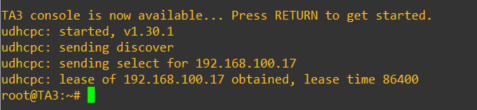 TA3 console is now available... Press RETURN to get started.
udhcpc: started, v1.30.1
udhcpc: sending discover
udhcpc: sending select for 192.168.100.17
udhcpc: lease of 192.168.100.17 obtained, lease time 86400
root@TA3:~#